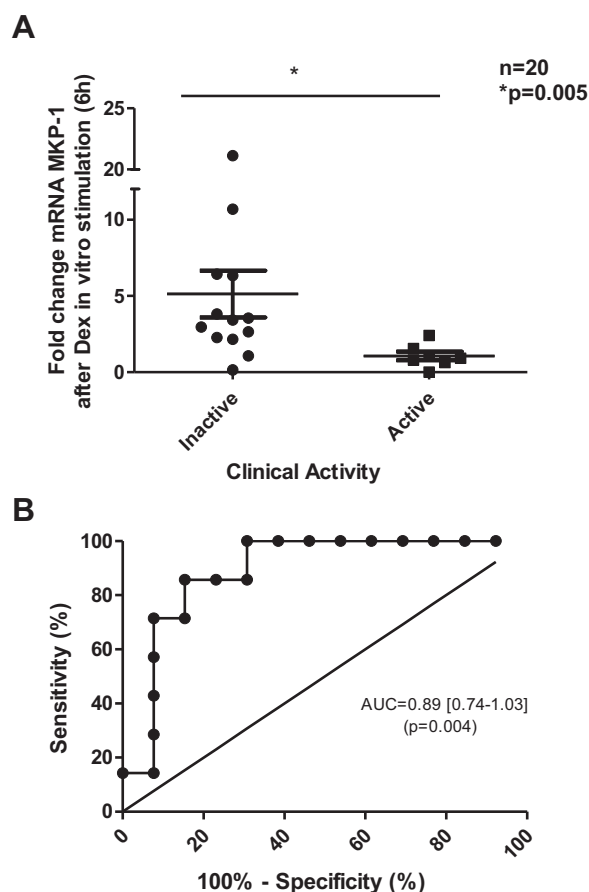 A
n=20
*p=0.005
*
Fold change mRNA MKP-1
after Dex in vitro stimulation (6h)
25
20
10
5
0
Inactive
Active
Clinical Activity
B
Sensitivity (%)
100
80
60
40
20
0
AUC=0.89 [0.74-1.03]
(p=0.004)
0 20 40 60 80 100
100% - Specificity (%)